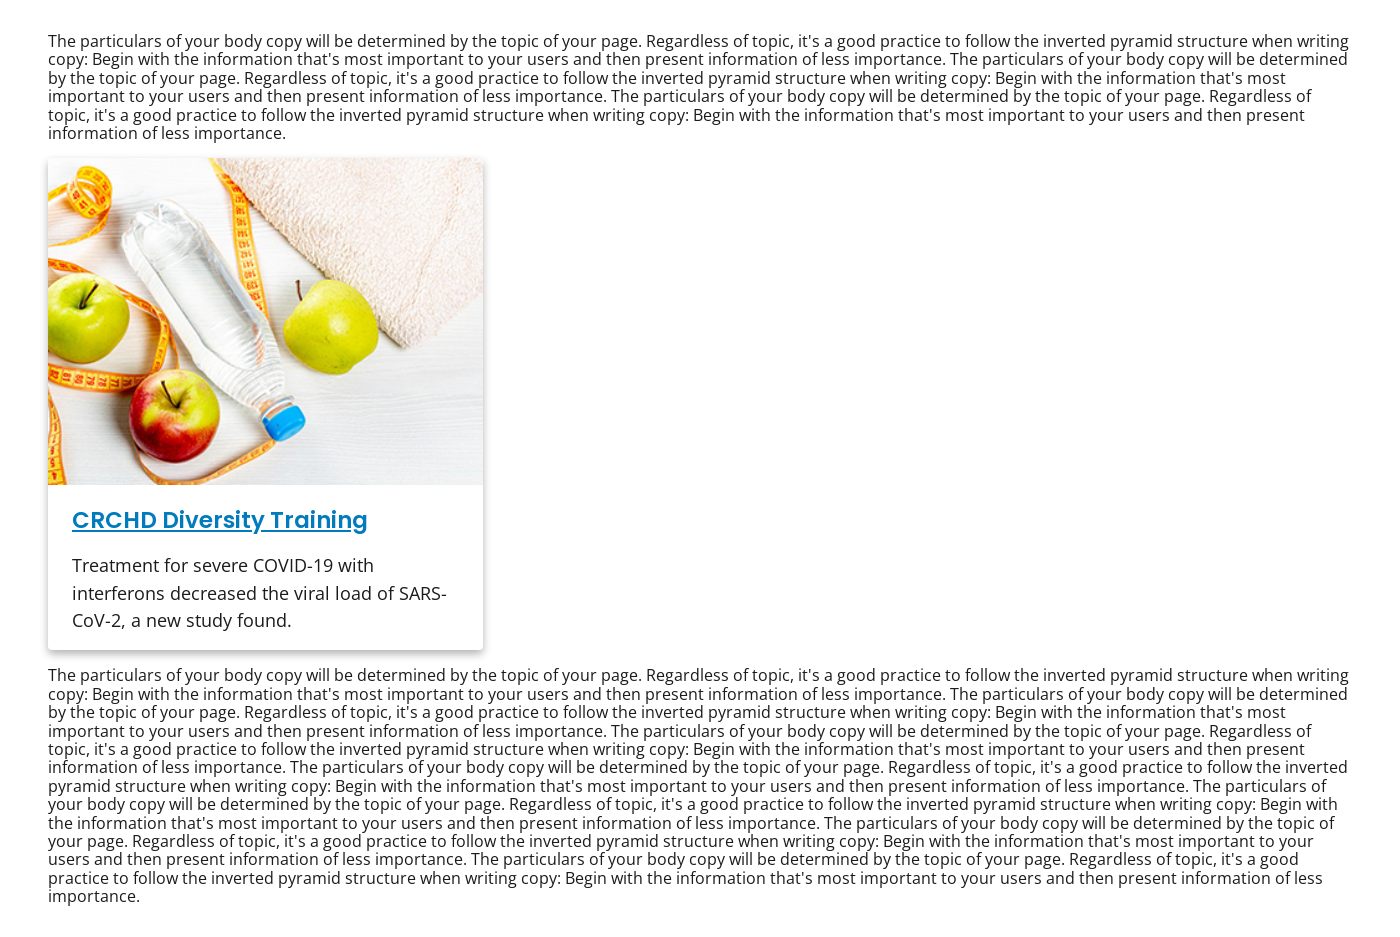 The particulars of your body copy will be determined by the topic of your page. Regardless of topic, it's a good practice to follow the inverted pyramid structure when writing
copy: Begin with the information that's most important to your users and then present information of less importance. The particulars of your body copy will be determined
by the topic of your page. Regardless of topic, it's a good practice to follow the inverted pyramid structure when writing copy: Begin with the information that's most
important to your users and then present information of less importance. The particulars of your body copy will be determined by the topic of your page. Regardless of
topic, it's a good practice to follow the inverted pyramid structure when writing copy: Begin with the information that's most important to your users and then present
information of less importance.
CRCHD Diversity Training
Treatment for severe COVID-19 with
interferons decreased the viral load of SARS-
CoV-2, a new study found.
The particulars of your body copy will be determined by the topic of your page. Regardless of topic, it's a good practice to follow the inverted pyramid structure when writing
copy: Begin with the information that's most important to your users and then present information of less importance. The particulars of your body copy will be determined
by the topic of your page. Regardless of topic, it's a good practice to follow the inverted pyramid structure when writing copy: Begin with the information that's most
important to your users and then present information of less importance. The particulars of your body copy will be determined by the topic of your page. Regardless of
topic, it's a good practice to follow the inverted pyramid structure when writing copy: Begin with the information that's most important to your users and then present
information of less importance. The particulars of your body copy will be determined by the topic of your page. Regardless of topic, it's a good practice to follow the inverted
pyramid structure when writing copy: Begin with the information that's most important to your users and then present information of less importance. The particulars of
your body copy will be determined by the topic of your page. Regardless of topic, it's a good practice to follow the inverted pyramid structure when writing copy: Begin with
the information that's most important to your users and then present information of less importance. The particulars of your body copy will be determined by the topic of
your page. Regardless of topic, it's a good practice to follow the inverted pyramid structure when writing copy: Begin with the information that's most important to your
users and then present information of less importance. The particulars of your body copy will be determined by the topic of your page. Regardless of topic, it's a good
practice to follow the inverted pyramid structure when writing copy: Begin with the information that's most important to your users and then present information of less
importance.